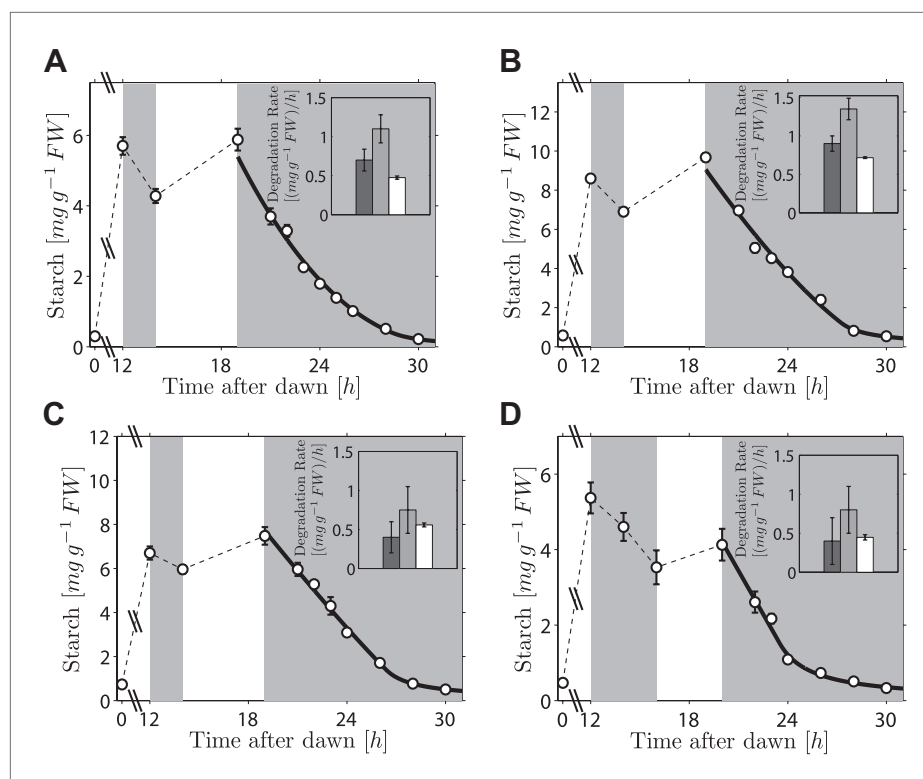 A
Starch [mg g⁻¹ FW]
6
4
2
0
0 12 24 30
Time after dawn [h]
Degradation Rate
[(mg g⁻¹ FW)/h]
1.5
1
0.5
0
B
Starch [mg g⁻¹ FW]
12
10
8
6
4
2
0
0 12 18 24 30
Time after dawn [h]
Degradation Rate
[(mg g⁻¹ FW)/h]
1.5
1
0.5
0
C
Starch [mg g⁻¹ FW]
12
10
8
6
4
2
0
0 12 18 24 30
Time after dawn [h]
Degradation Rate
[(mg g⁻¹ FW)/h]
1.5
1
0.5
0
D
Starch [mg g⁻¹ FW]
6
4
2
0
0 12 18 24 30
Time after dawn [h]
Degradation Rate
[(mg g⁻¹ FW)/h]
1.5
1
0.5
0